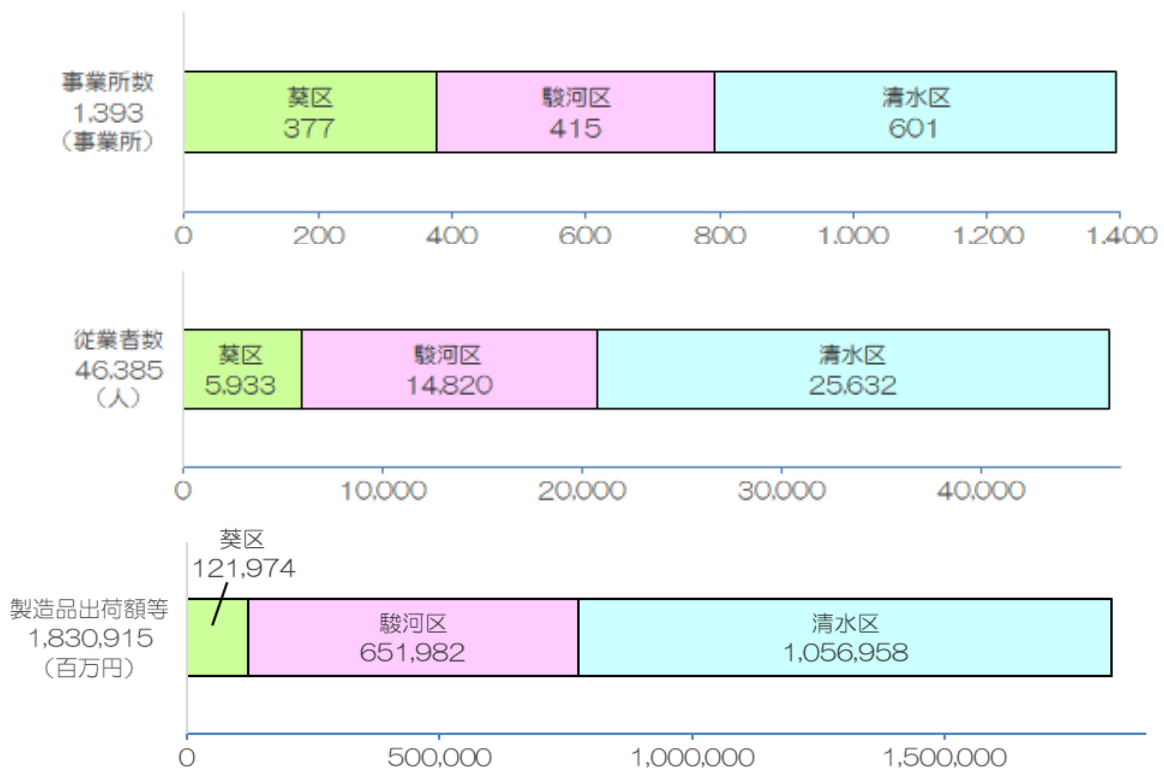 事業所数
1,393
（事業所）
葵区
377
駿河区
415
清水区
601
0 200 400 600 800 1,000 1,200 1,400
従業者数
46,385
（人）
葵区
5,933
駿河区
14,820
清水区
25,632
0 10,000 20,000 30,000 40,000
製造品出荷額等
1,830,915
（百万円）
葵区
121,974
駿河区
651,982
清水区
1,056,958
0 500,000 1,000,000 1,500,000